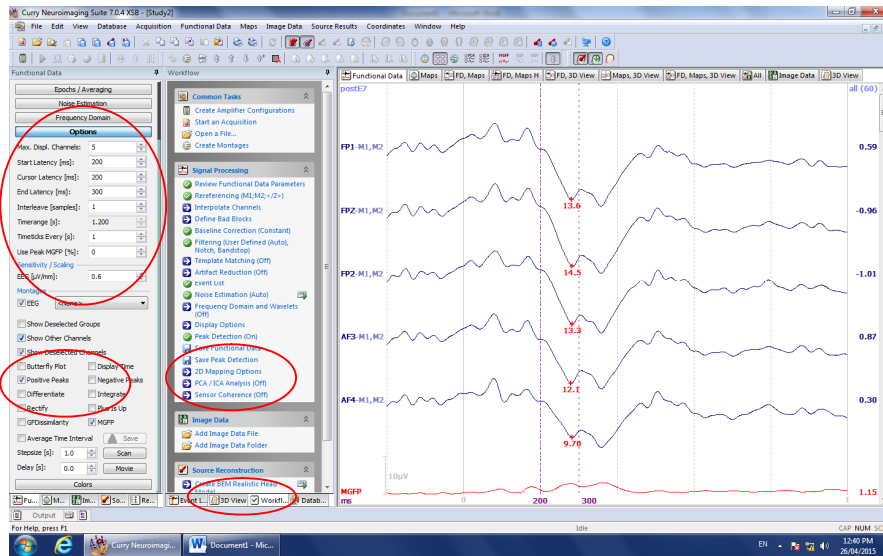 Curry Neuroimaging Suite 7.0.4 XSB - [Study2]
File Edit View Database Acquisition Functional Data Maps Image Data Source Results Coordinates Window Help
Functional Data
Epochs / Averaging
Noise Estimation
Frequency Domain
Options
Max. Displ. Channels: 5
Start Latency [ms]: 200
Cursor Latency [ms]: 200
End Latency [ms]: 300
Interleave [samples]: 1
Timerange [s]: 1.200
Timeticks Every [s]: 1
Use Peak MGFP [%]: 0
Sensitivity / Scaling
EEG [µV/mm]: 0.6
Montages
EEG <None>
Show Deselected Groups
Show Other Channels
Show Deselected Channels
Butterfly Plot Display Time
Positive Peaks Negative Peaks
Differentiate Integrate
Rectify Plus Is Up
GFDissimilarity MGFP
Average Time Interval Save
Stepsize [s]: 1.0 Scan
Delay [s]: 0.0 Movie
Colors
Fu... M... Im... So... Re...
Workflow
Common Tasks
Create Amplifier Configurations
Start an Acquisition
Open a File...
Create Montages
Signal Processing
Review Functional Data Parameters
Rereferencing (M1;M2;</2>)
Interpolate Channels
Define Bad Blocks
Baseline Correction (Constant)
Filtering (User Defined (Auto),
Notch, Bandstop)
Template Matching (Off)
Artifact Reduction (Off)
Event List
Noise Estimation (Auto)
Frequency Domain and Wavelets
(Off)
Display Options
Peak Detection (On)
Save Functional Data
Save Peak Detection
2D Mapping Options
PCA / ICA Analysis (Off)
Sensor Coherence (Off)
Image Data
Add Image Data File
Add Image Data Folder
Source Reconstruction
Create BEM Realistic Head
Model
Event L... 3D View Workfl... Datab...
Functional Data Maps FD, Maps FD, Maps H FD, 3D View Maps, 3D View FD, Maps, 3D View All Image Data 3D View
postE7 all (60)
FP1-M1,M2 13.6 0.59
FPZ-M1,M2 14.5 -0.96
FP2-M1,M2 13.3 -1.01
AF3-M1,M2 12.1 0.87
AF4-M1,M2 9.70 0.30
10µV
MGFP 1.15
ms 0 200 300 1
Output
For Help, press F1 Idle CAP NUM SC
Curry Neuroimagi... Document1 - Mic... EN 12:40 PM
26/04/2015